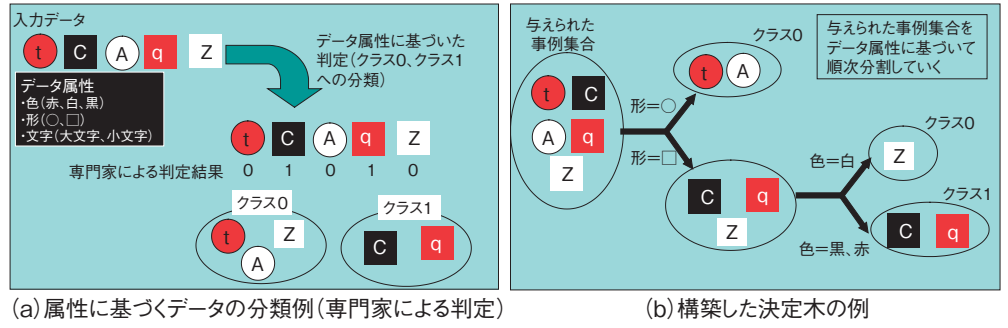 入力データ
t C A q Z
データ属性
・色(赤、白、黒)
・形(○、□)
・文字(大文字、小文字)
データ属性に基づいた
判定(クラス0、クラス1
への分類)
t C A q Z
専門家による判定結果 0 1 0 1 0
クラス0
t Z
A
クラス1
C q
(a)属性に基づくデータの分類例(専門家による判定)
与えられた
事例集合
t C
A q
Z
形=○
形=□
クラス0
t A
与えられた事例集合を
データ属性に基づいて
順次分割していく
C q
Z
色=白
色=黒、赤
クラス0
Z
クラス1
C q
(b)構築した決定木の例